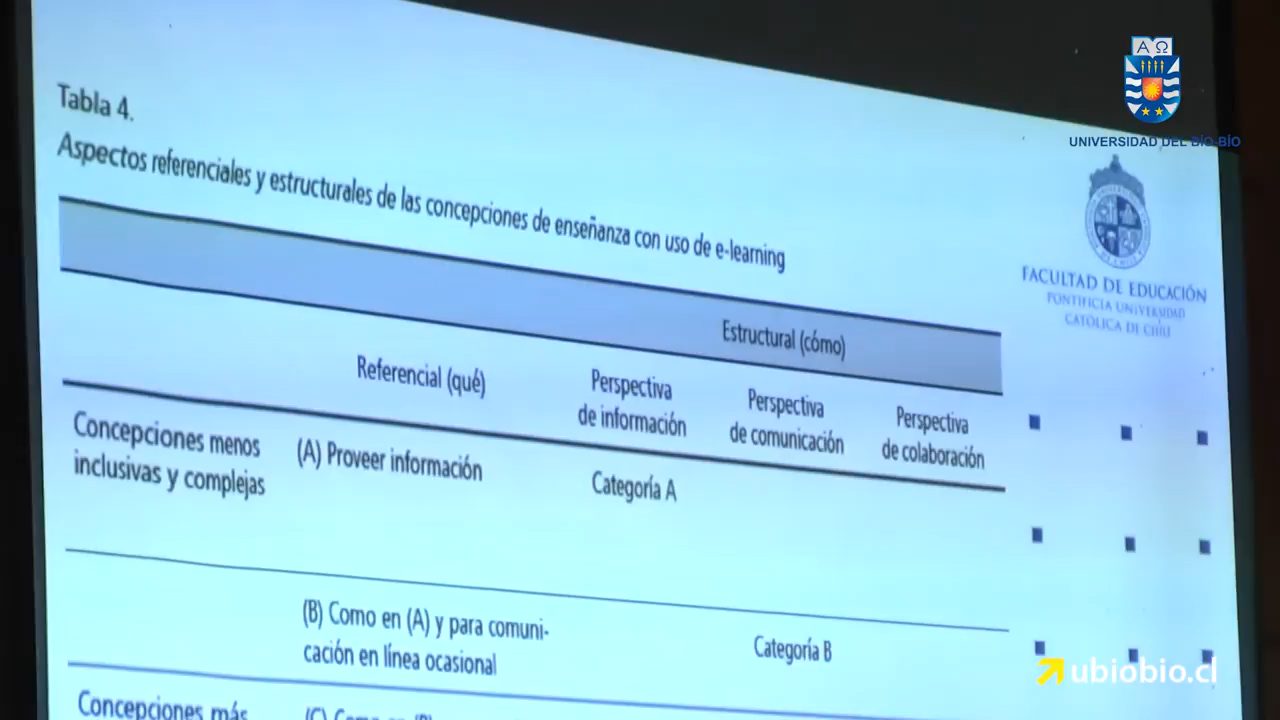 ΑΩ
UNIVERSIDAD DEL BÍO-BÍO
Tabla 4.
Aspectos referenciales y estructurales de las concepciones de enseñanza con uso de e-learning
FACULTAD DE EDUCACIÓN
PONTIFICIA UNIVERSIDAD
CATÓLICA DE CHILE
Estructural (cómo)
Referencial (qué)
Perspectiva
de información
Perspectiva
de comunicación
Perspectiva
de colaboración
Concepciones menos
inclusivas y complejas
(A) Proveer información
Categoría A
(B) Como en (A) y para comuni-
cación en línea ocasional
Categoría B
Concepciones más
(C) Como en (B)
ubiobio.cl